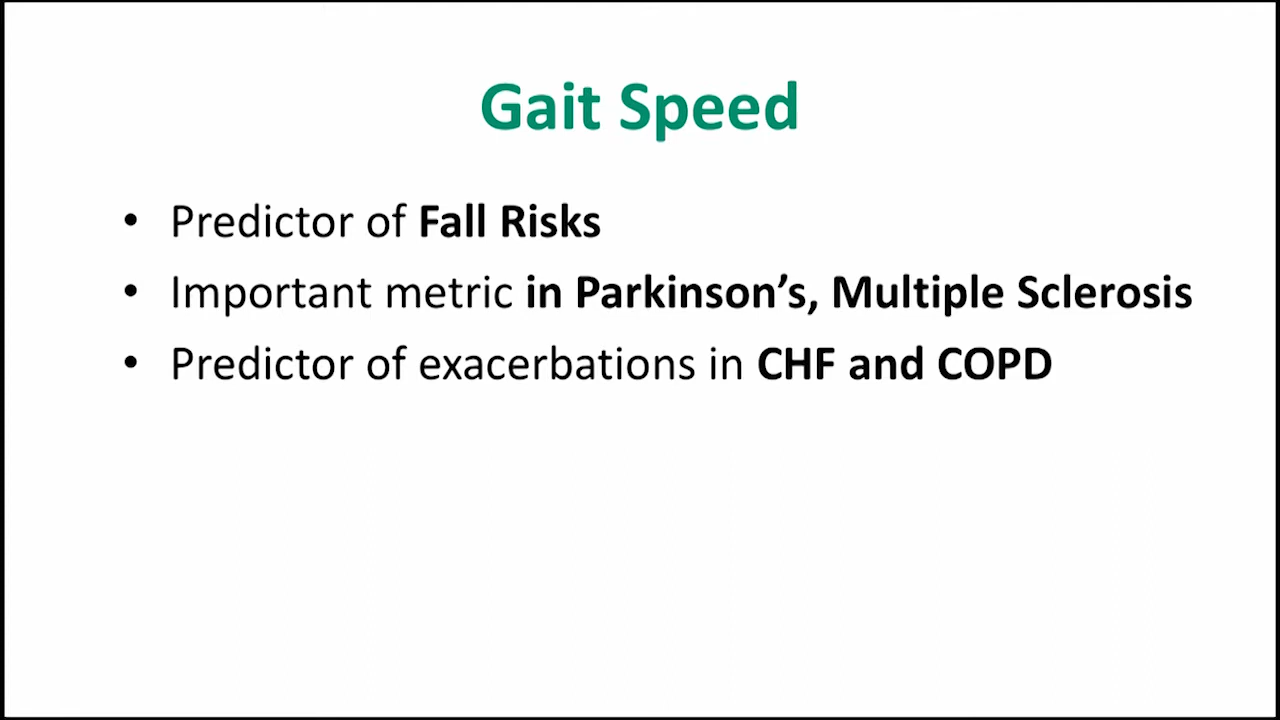 Gait Speed
• Predictor of Fall Risks
• Important metric in Parkinson’s, Multiple Sclerosis
• Predictor of exacerbations in CHF and COPD